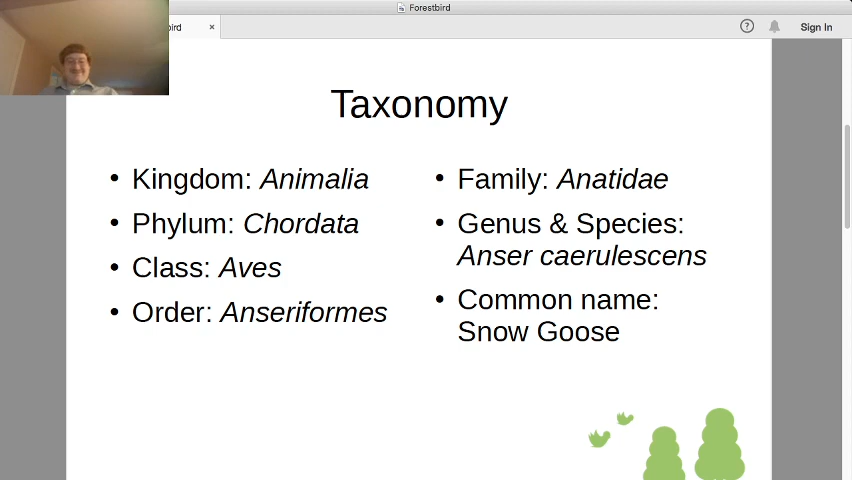 Forestbird
bird × ? Sign In
Taxonomy
• Kingdom: Animalia
• Phylum: Chordata
• Class: Aves
• Order: Anseriformes
• Family: Anatidae
• Genus & Species:
Anser caerulescens
• Common name:
Snow Goose